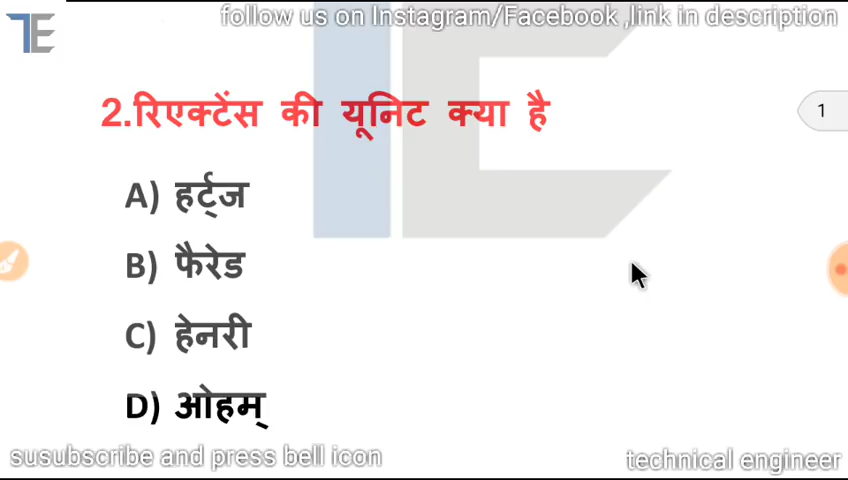 follow us on Instagram/Facebook ,link in description
TE
2.रिएक्टेंस की यूनिट क्या है
1
A) हर्ट्ज
B) फैरेड
C) हेनरी
D) ओहम्
susubscribe and press bell icon
technical engineer